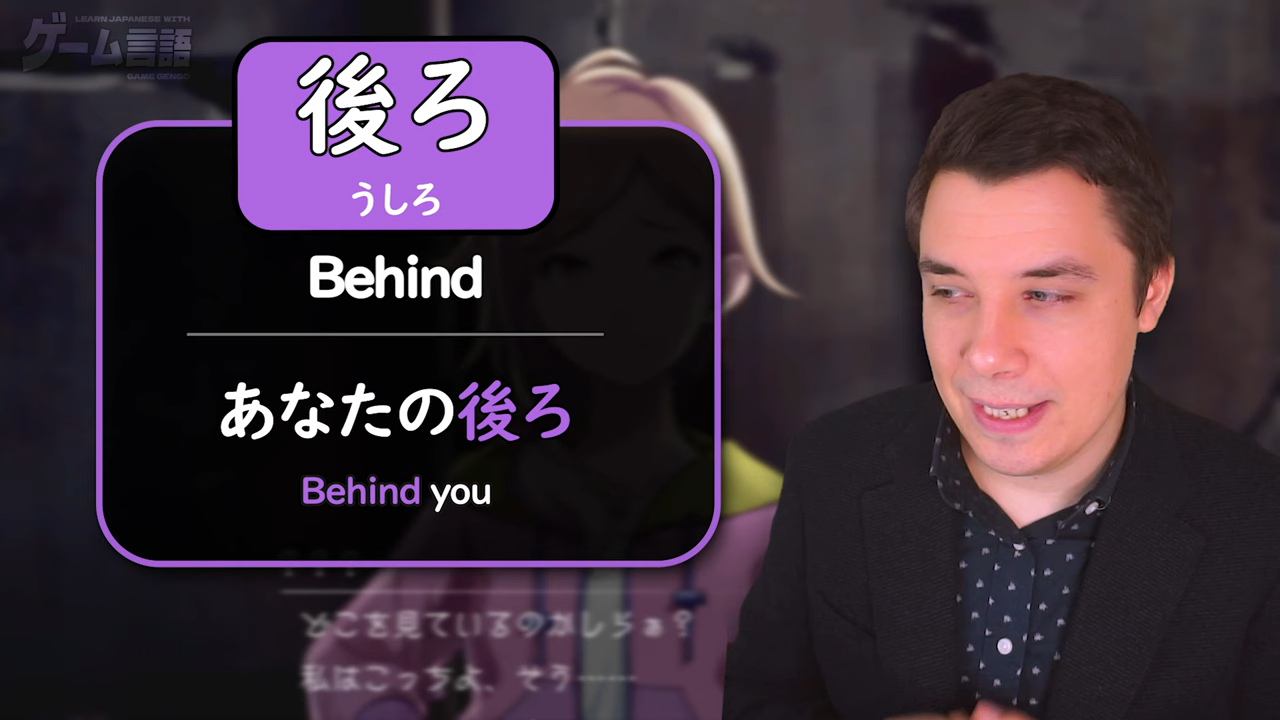 LEARN JAPANESE WITH
ゲーム言語
GAME GENGO
後ろ
うしろ
Behind
あなたの後ろ
Behind you
どこを見ているのかしらぁ？
私はこっちよ、そう……